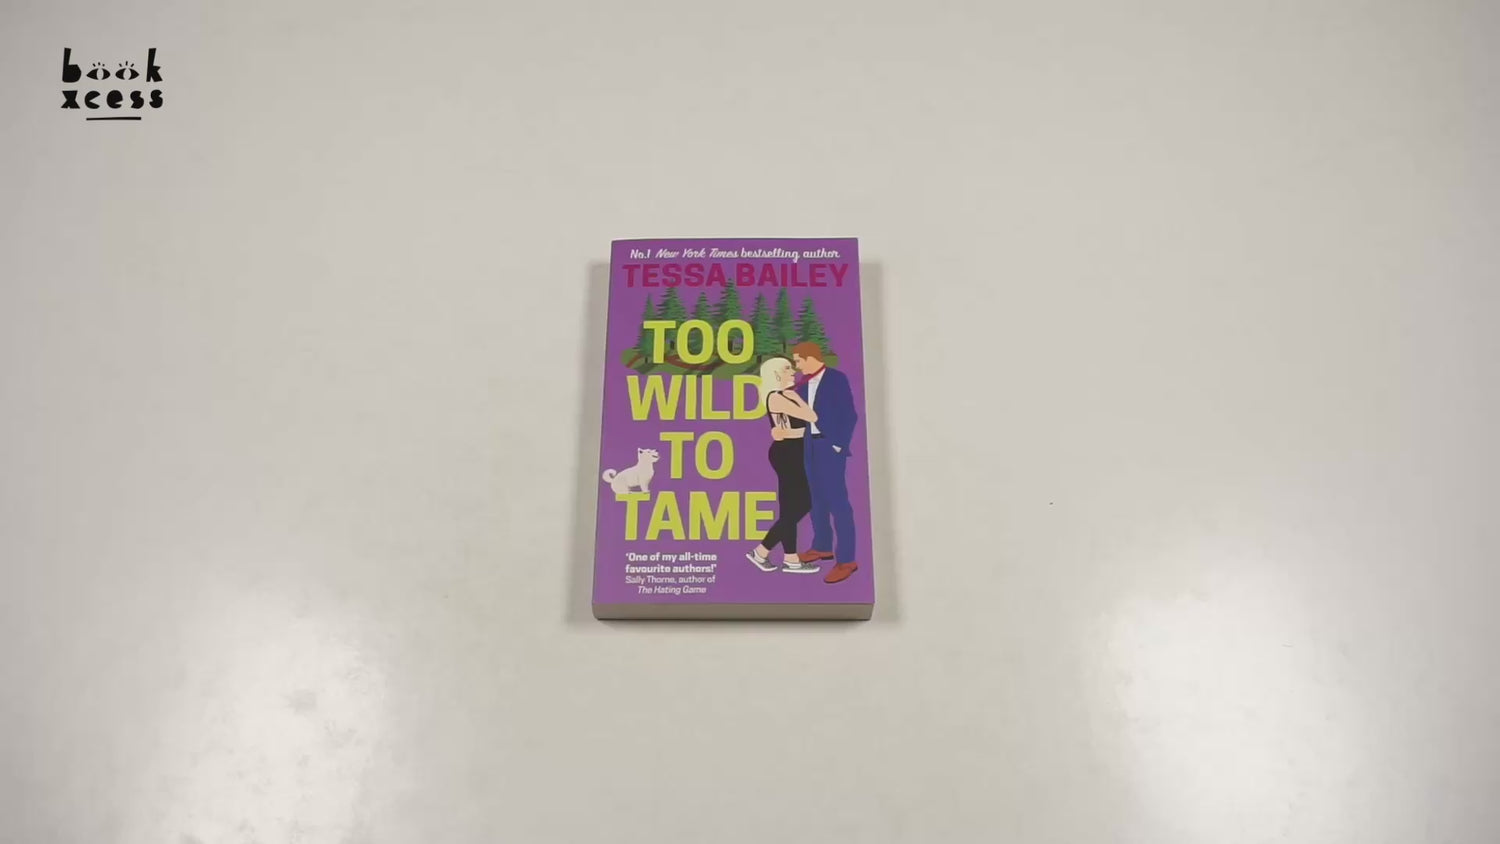 book
xcess
No.1 New York Times bestselling author
TESSA BAILEY
TOO
WILD
TO
TAME
'One of my all-time
favourite authors!'
Sally Thorne, author of
The Hating Game